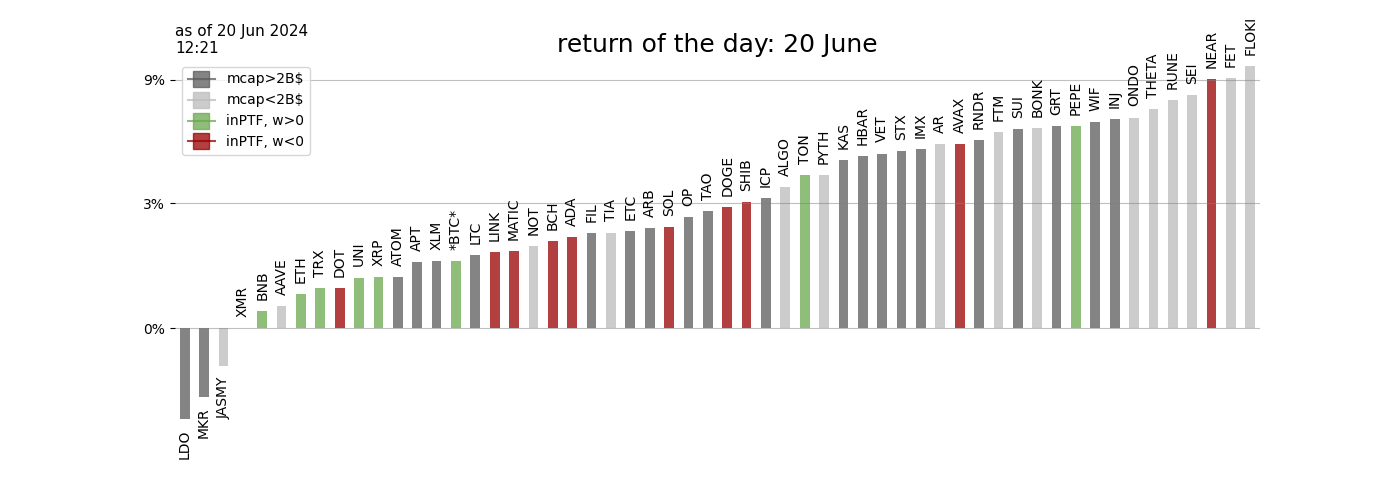 as of 20 Jun 2024
12:21
return of the day: 20 June
mcap>2B$
mcap<2B$
inPTF, w>0
inPTF, w<0
9%
3%
0%
LDO
MKR
JASMY
XMR
BNB
AAVE
ETH
TRX
DOT
UNI
XRP
ATOM
APT
XLM
*BTC*
LTC
LINK
MATIC
NOT
BCH
ADA
FIL
TIA
ETC
ARB
SOL
OP
TAO
DOGE
SHIB
ICP
ALGO
TON
PYTH
KAS
HBAR
VET
STX
IMX
AR
AVAX
RNDR
FTM
SUI
BONK
GRT
PEPE
WIF
INJ
ONDO
THETA
RUNE
SEI
NEAR
FET
FLOKI